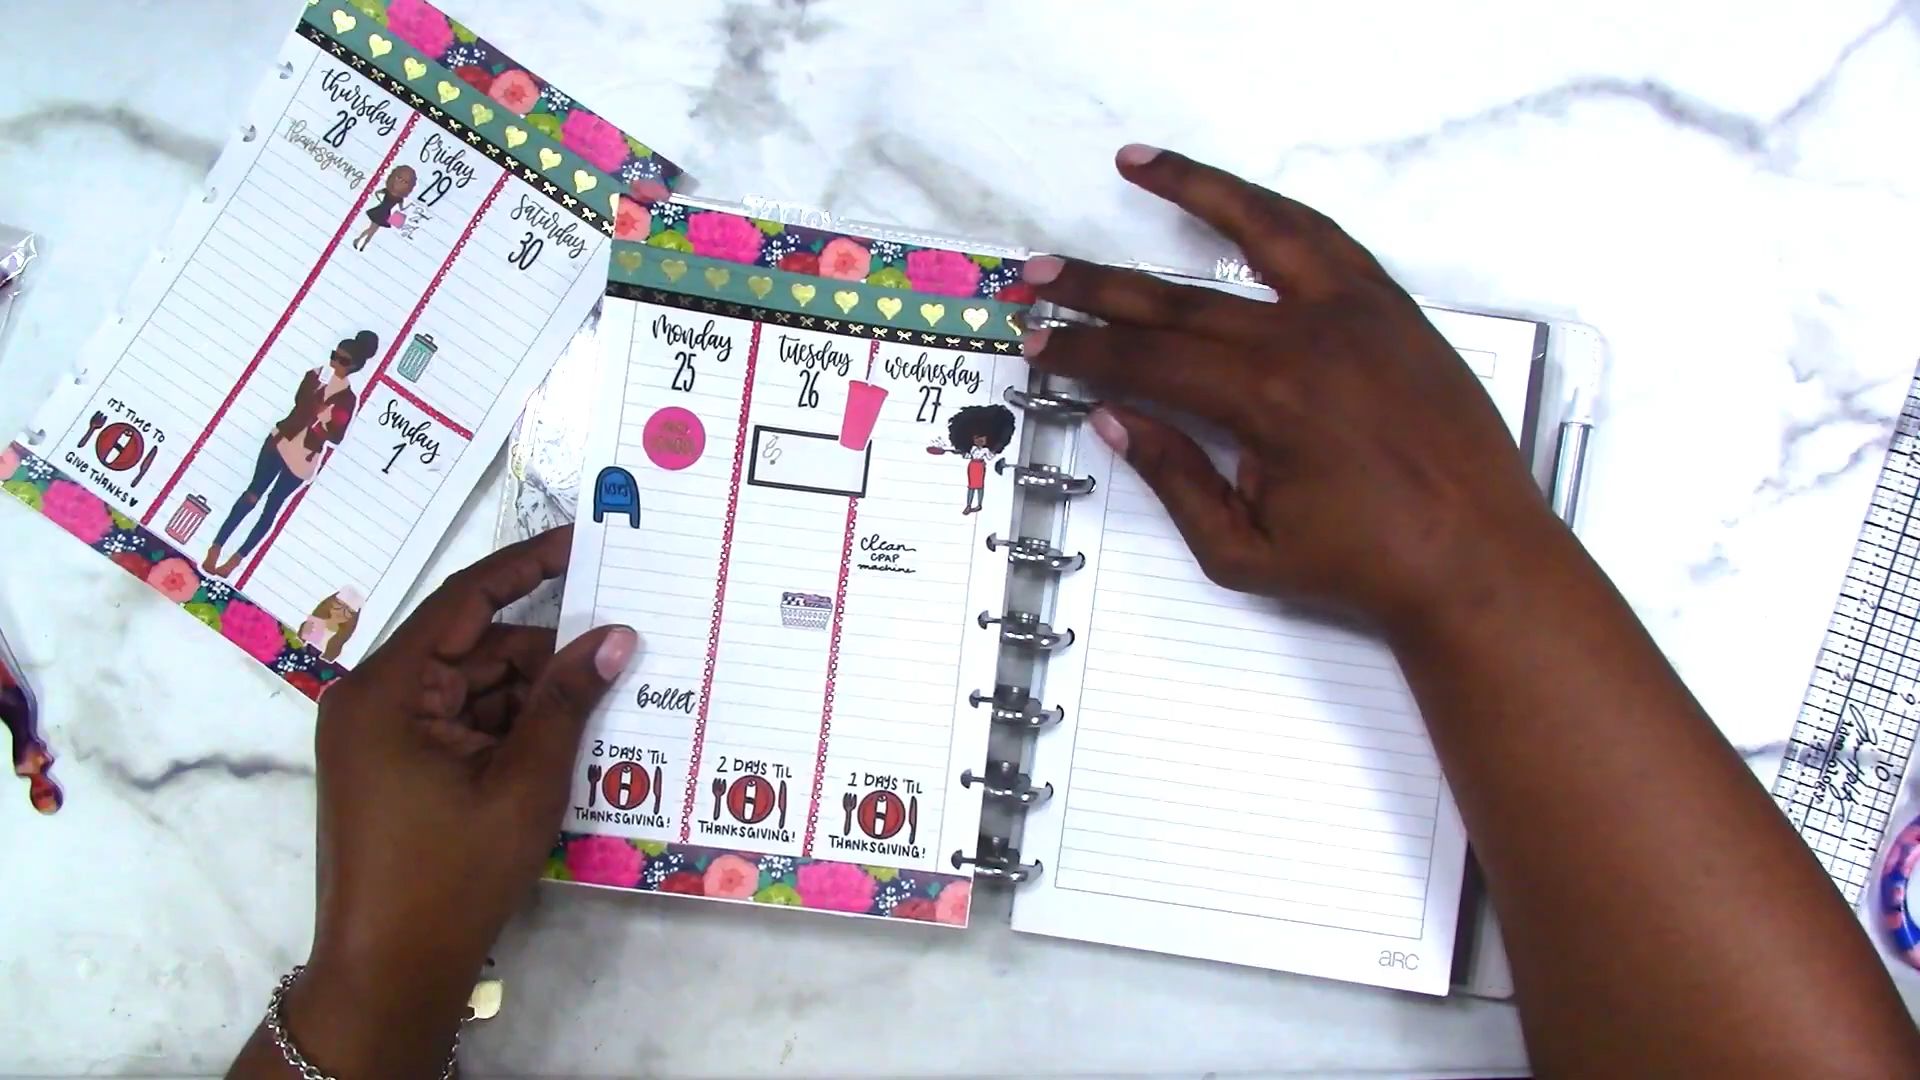 thursday
28
Thanksgiving
friday
29
saturday
30
sunday
1
IT'S TIME TO
GIVE THANKS
monday
25
tuesday
26
wednesday
27
USPS
clean
CPAP
machine
ballet
3 DAYS 'TIL
THANKSGIVING!
2 DAYS 'TIL
THANKSGIVING!
1 DAYS 'TIL
THANKSGIVING!
aRC